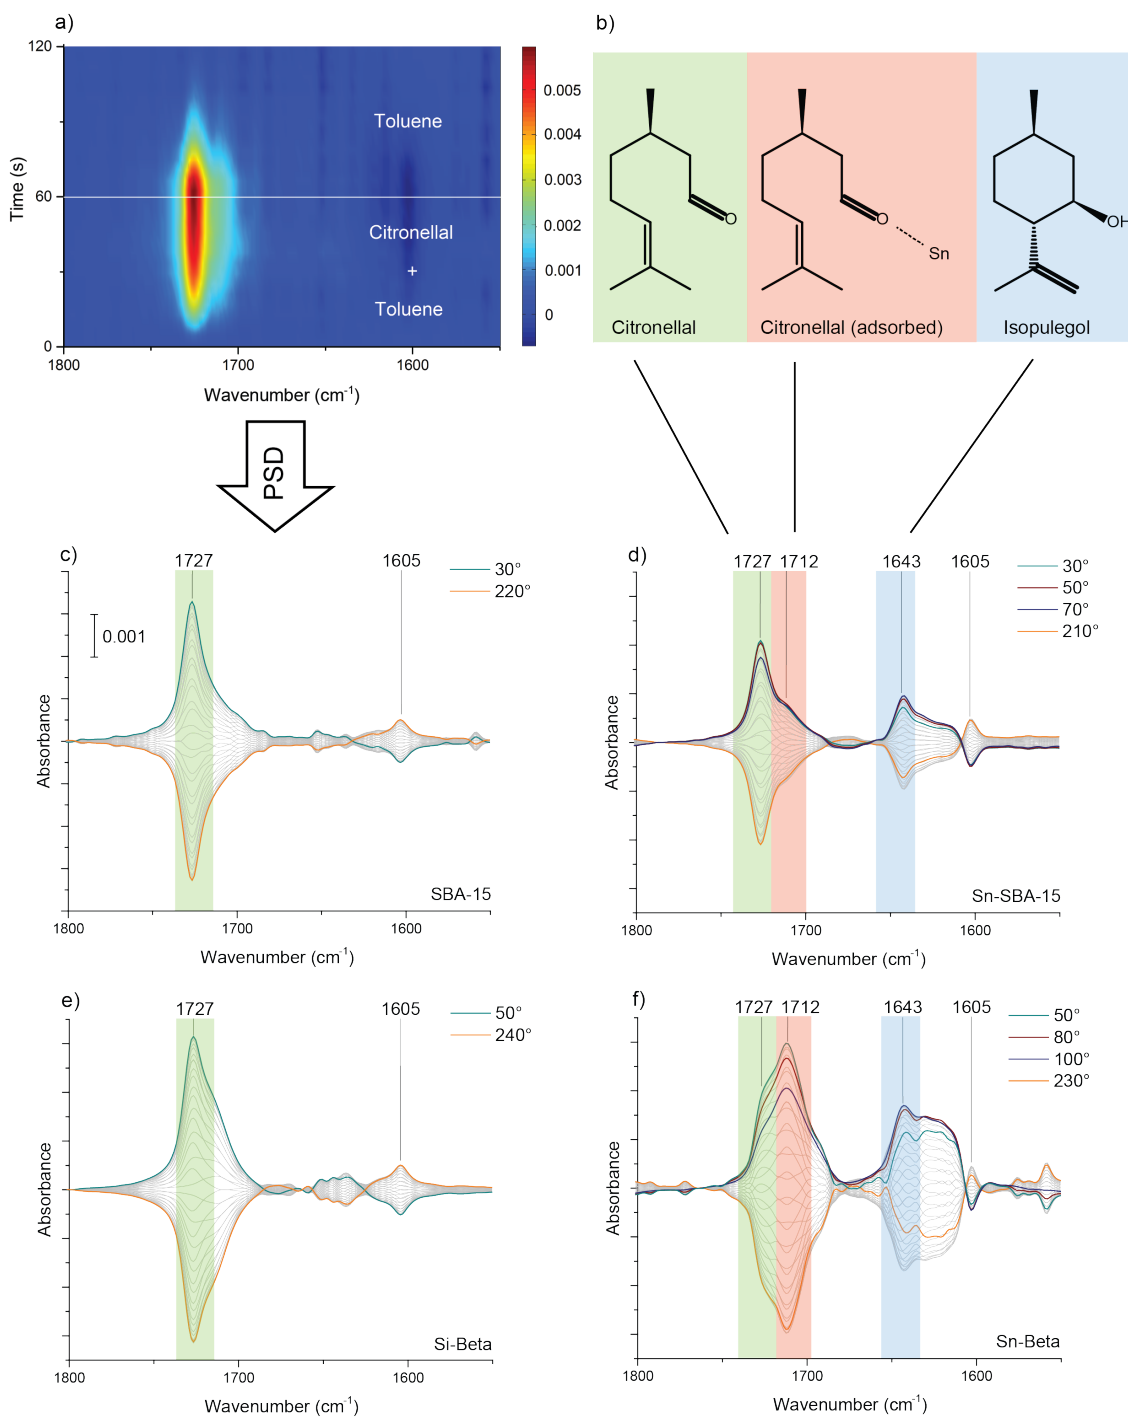 a)
120
60
0
Time (s)
Toluene
Citronellal
+
Toluene
0.005
0.004
0.003
0.002
0.001
0
1800
1700
1600
Wavenumber (cm-1)
b)
O
O
Sn
OH
Citronellal
Citronellal (adsorbed)
Isopulegol
PSD
c)
1727
1605
30°
220°
0.001
Absorbance
SBA-15
1800
1700
1600
Wavenumber (cm-1)
d)
1727
1712
1643
1605
30°
50°
70°
210°
Absorbance
Sn-SBA-15
1800
1700
1600
Wavenumber (cm-1)
e)
1727
1605
50°
240°
Absorbance
Si-Beta
1800
1700
1600
Wavenumber (cm-1)
f)
1727
1712
1643
1605
50°
80°
100°
230°
Absorbance
Sn-Beta
1800
1700
1600
Wavenumber (cm-1)